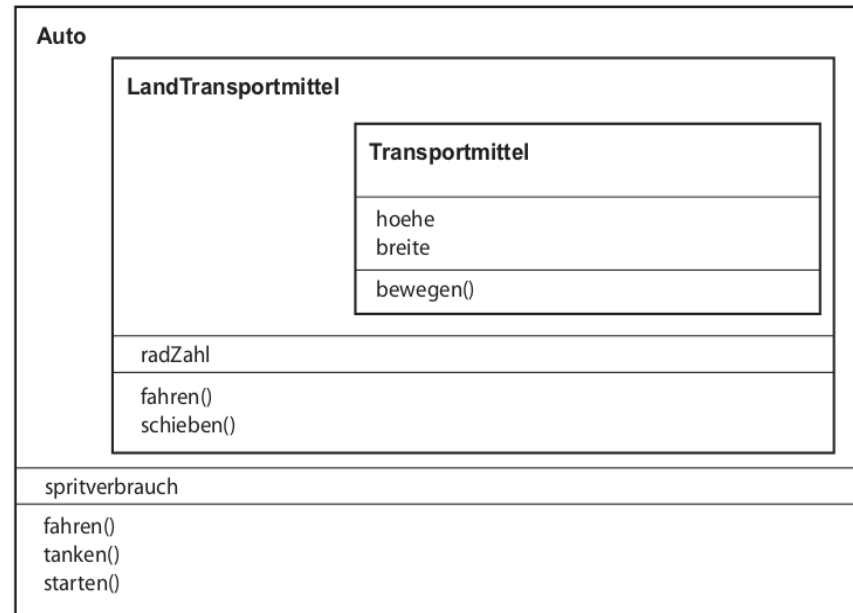 Auto
LandTransportmittel
Transportmittel
hoehe
breite
bewegen()
radZahl
fahren()
schieben()
spritverbrauch
fahren()
tanken()
starten()